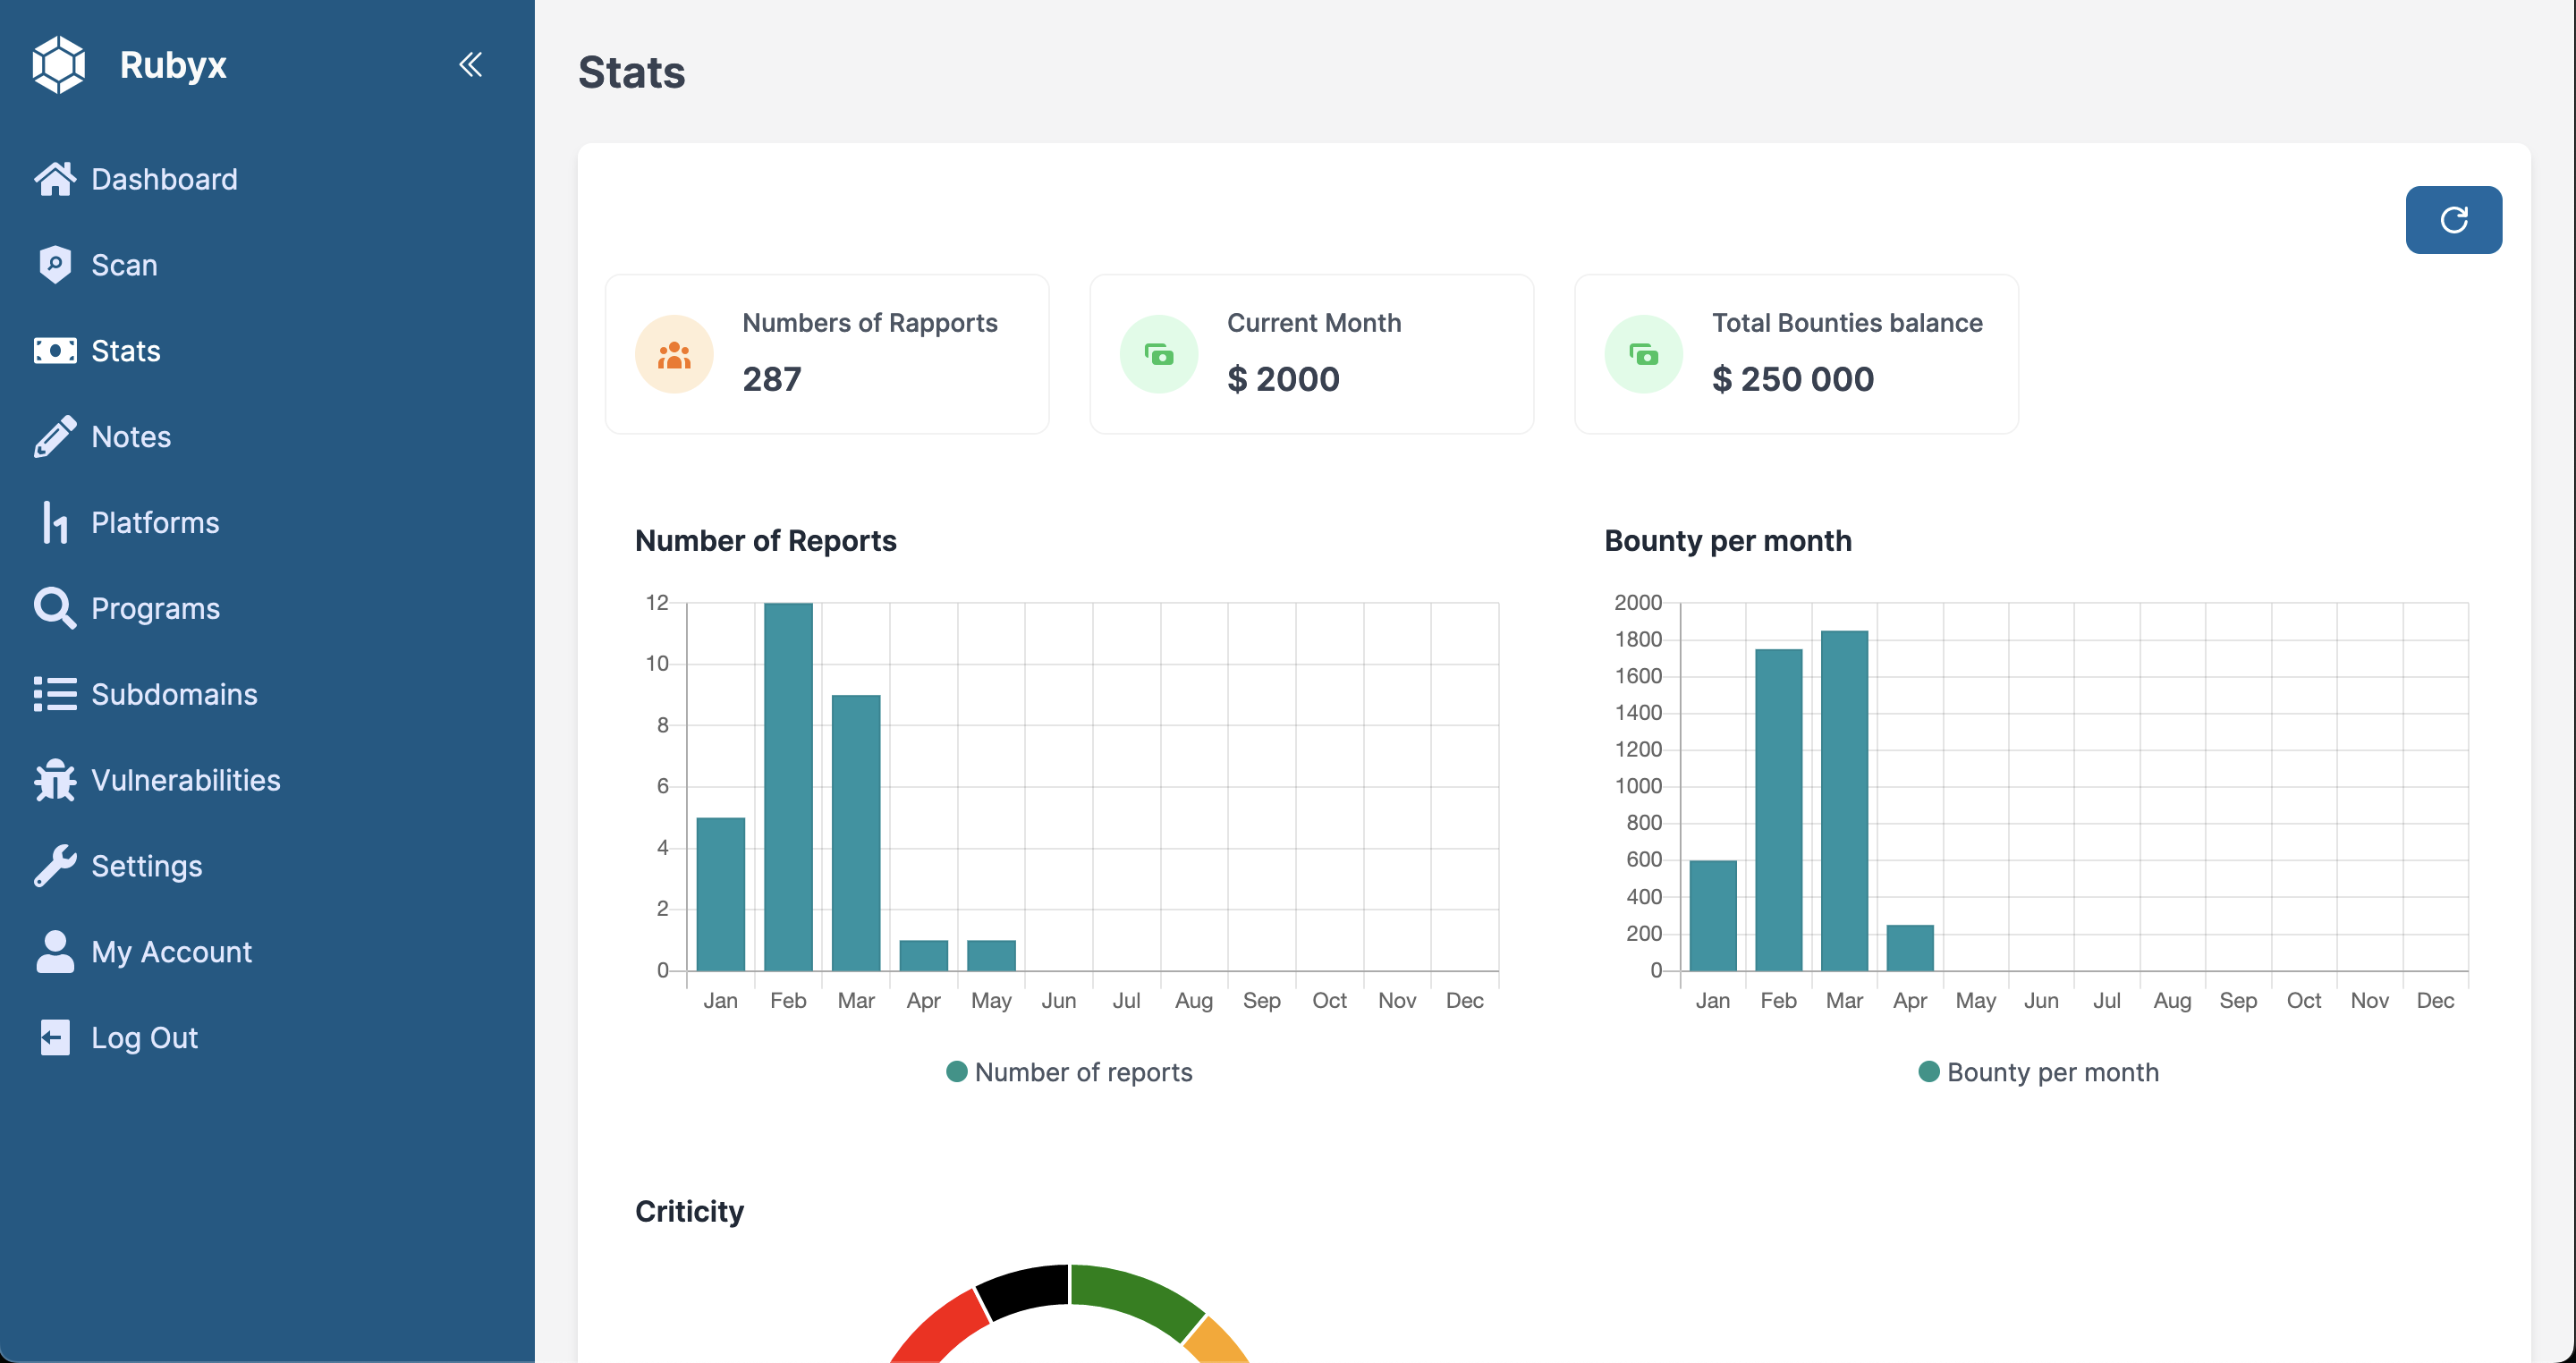 Rubyx
Dashboard
Scan
Stats
Notes
Platforms
Programs
Subdomains
Vulnerabilities
Settings
My Account
Log Out
Stats
Numbers of Rapports
287
Current Month
$ 2000
Total Bounties balance
$ 250 000
Number of Reports
12
10
8
6
4
2
0
Jan Feb Mar Apr May Jun Jul Aug Sep Oct Nov Dec
Number of reports
Bounty per month
2000
1800
1600
1400
1200
1000
800
600
400
200
0
Jan Feb Mar Apr May Jun Jul Aug Sep Oct Nov Dec
Bounty per month
Criticity